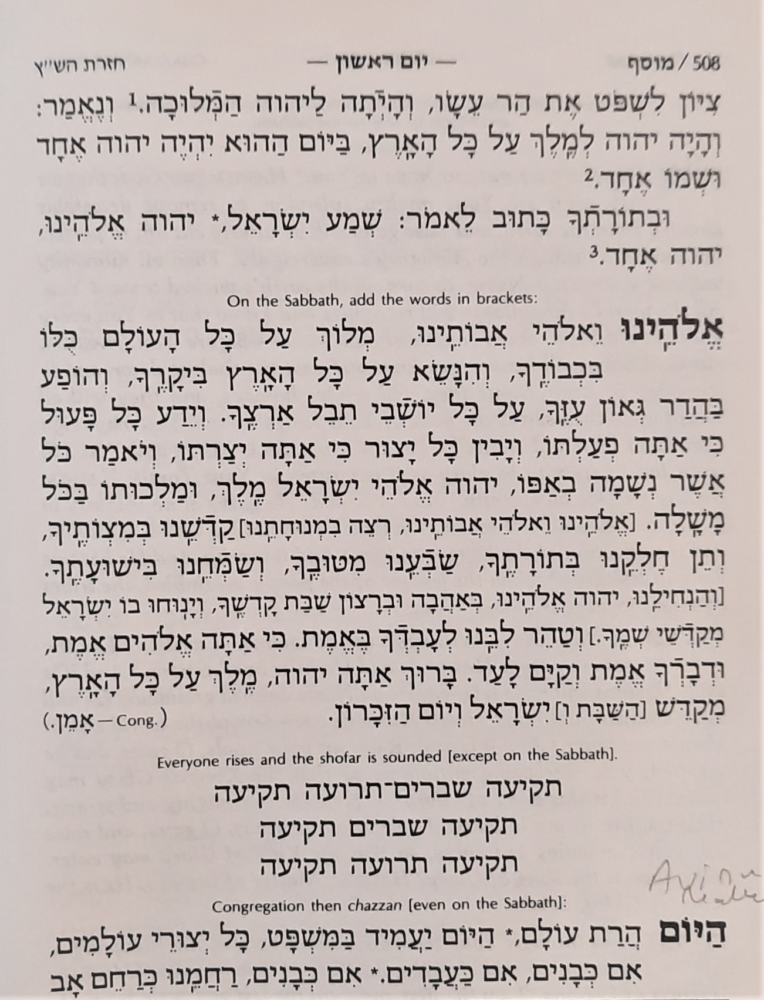 508 / מוסף — יום ראשון — חזרת הש״ץ
צִיּוֹן לִשְׁפֹּט אֶת הַר עֵשָׂו, וְהָיְתָה לַיהוה הַמְּלוּכָה.¹ וְנֶאֱמַר:
וְהָיָה יהוה לְמֶלֶךְ עַל כָּל הָאָרֶץ, בַּיּוֹם הַהוּא יִהְיֶה יהוה אֶחָד
וּשְׁמוֹ אֶחָד.²
וּבְתוֹרָתְךָ כָּתוּב לֵאמֹר: שְׁמַע יִשְׂרָאֵל,* יהוה אֱלֹהֵינוּ,
יהוה אֶחָד.³
On the Sabbath, add the words in brackets:
אֱלֹהֵינוּ וֵאלֹהֵי אֲבוֹתֵינוּ, מְלוֹךְ עַל כָּל הָעוֹלָם כֻּלּוֹ
בִּכְבוֹדֶךָ, וְהִנָּשֵׂא עַל כָּל הָאָרֶץ בִּיקָרֶךָ, וְהוֹפַע
בַּהֲדַר גְּאוֹן עֻזֶּךָ, עַל כָּל יוֹשְׁבֵי תֵבֵל אַרְצֶךָ. וְיֵדַע כָּל פָּעוּל
כִּי אַתָּה פְעַלְתּוֹ, וְיָבִין כָּל יָצוּר כִּי אַתָּה יְצַרְתּוֹ, וְיֹאמַר כֹּל
אֲשֶׁר נְשָׁמָה בְאַפּוֹ, יהוה אֱלֹהֵי יִשְׂרָאֵל מֶלֶךְ, וּמַלְכוּתוֹ בַּכֹּל
מָשָׁלָה. [אֱלֹהֵינוּ וֵאלֹהֵי אֲבוֹתֵינוּ, רְצֵה בִמְנוּחָתֵנוּ] קַדְּשֵׁנוּ בְּמִצְוֹתֶיךָ,
וְתֵן חֶלְקֵנוּ בְּתוֹרָתֶךָ, שַׂבְּעֵנוּ מִטּוּבֶךָ, וְשַׂמְּחֵנוּ בִּישׁוּעָתֶךָ.
[וְהַנְחִילֵנוּ, יהוה אֱלֹהֵינוּ, בְּאַהֲבָה וּבְרָצוֹן שַׁבַּת קָדְשֶׁךָ, וְיָנוּחוּ בוֹ יִשְׂרָאֵל
מְקַדְּשֵׁי שְׁמֶךָ.] וְטַהֵר לִבֵּנוּ לְעָבְדְּךָ בֶּאֱמֶת. כִּי אַתָּה אֱלֹהִים אֱמֶת,
וּדְבָרְךָ אֱמֶת וְקַיָּם לָעַד. בָּרוּךְ אַתָּה יהוה, מֶלֶךְ עַל כָּל הָאָרֶץ,
מְקַדֵּשׁ [הַשַּׁבָּת וְ] יִשְׂרָאֵל וְיוֹם הַזִּכָּרוֹן. (.Cong — אָמֵן.)
Everyone rises and the shofar is sounded [except on the Sabbath].
תקיעה שברים־תרועה תקיעה
תקיעה שברים תקיעה
תקיעה תרועה תקיעה
Congregation then chazzan [even on the Sabbath]:
הַיּוֹם הֲרַת עוֹלָם,* הַיּוֹם יַעֲמִיד בַּמִּשְׁפָּט, כָּל יְצוּרֵי עוֹלָמִים,
אִם כְּבָנִים, אִם כַּעֲבָדִים.* אִם כְּבָנִים, רַחֲמֵנוּ כְּרַחֵם אָב